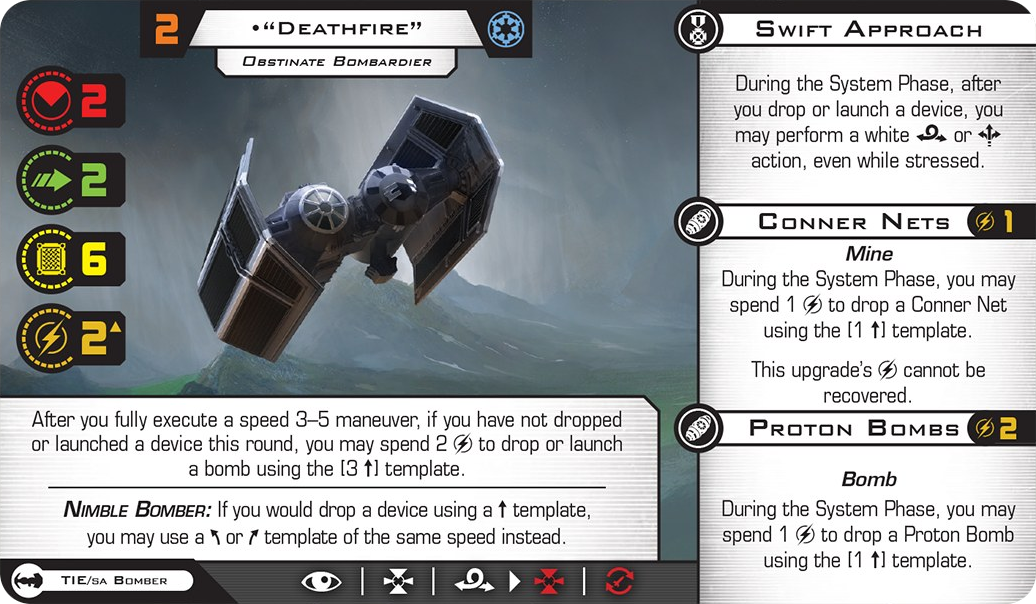 2
•“Deathfire”
Obstinate Bombardier
2
2
6
2
After you fully execute a speed 3–5 maneuver, if you have not dropped
or launched a device this round, you may spend 2 to drop or launch
a bomb using the [3 ⬆] template.
Nimble Bomber: If you would drop a device using a ⬆ template,
you may use a ↰ or ↱ template of the same speed instead.
TIE/sa Bomber
Swift Approach
During the System Phase, after
you drop or launch a device, you
may perform a white or
action, even while stressed.
Conner Nets 1
Mine
During the System Phase, you may
spend 1 to drop a Conner Net
using the [1 ⬆] template.
This upgrade’s cannot be
recovered.
Proton Bombs 2
Bomb
During the System Phase, you may
spend 1 to drop a Proton Bomb
using the [1 ⬆] template.